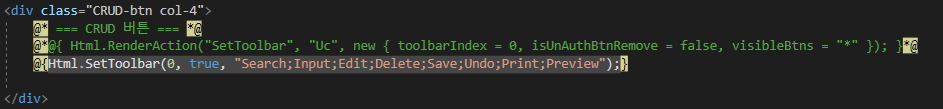 <div class="CRUD-btn col-4">
@* === CRUD 버튼 === *@
@*@{ Html.RenderAction("SetToolbar", "Uc", new { toolbarIndex = 0, isUnAuthBtnRemove = false, visibleBtns = "*" }); }*@
@{Html.SetToolbar(0, true, "Search;Input;Edit;Delete;Save;Undo;Print;Preview");}
</div>